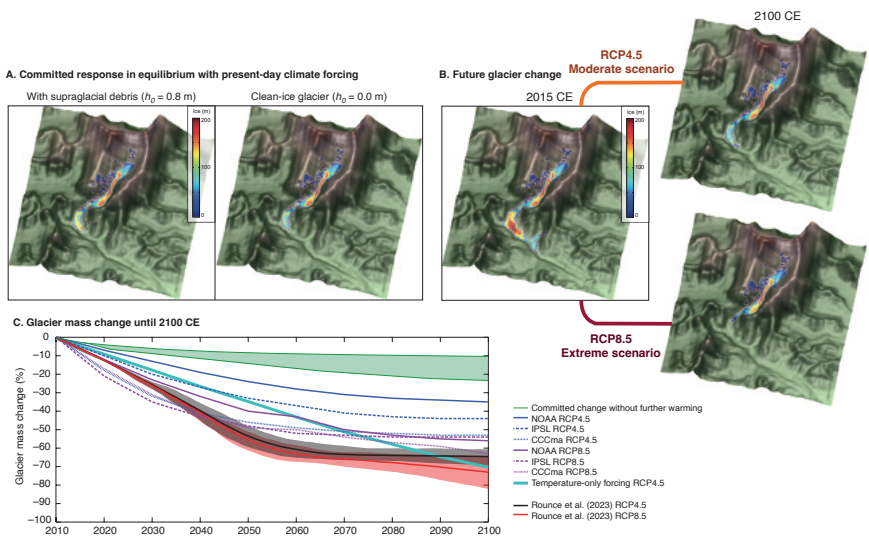 2100 CE
RCP4.5
Moderate scenario
A. Committed response in equilibrium with present-day climate forcing
B. Future glacier change
With supraglacial debris (h₀ = 0.8 m)
Clean-ice glacier (h₀ = 0.0 m)
2015 CE
Ice (m)
200
100
0
Ice (m)
200
100
0
RCP8.5
Extreme scenario
C. Glacier mass change until 2100 CE
Glacier mass change (%)
0
−10
−20
−30
−40
−50
−60
−70
−80
−90
−100
2010 2020 2030 2040 2050 2060 2070 2080 2090 2100
Committed change without further warming
NOAA RCP4.5
IPSL RCP4.5
CCCma RCP4.5
NOAA RCP8.5
IPSL RCP8.5
CCCma RCP8.5
Temperature-only forcing RCP4.5
Rounce et al. (2023) RCP4.5
Rounce et al. (2023) RCP8.5